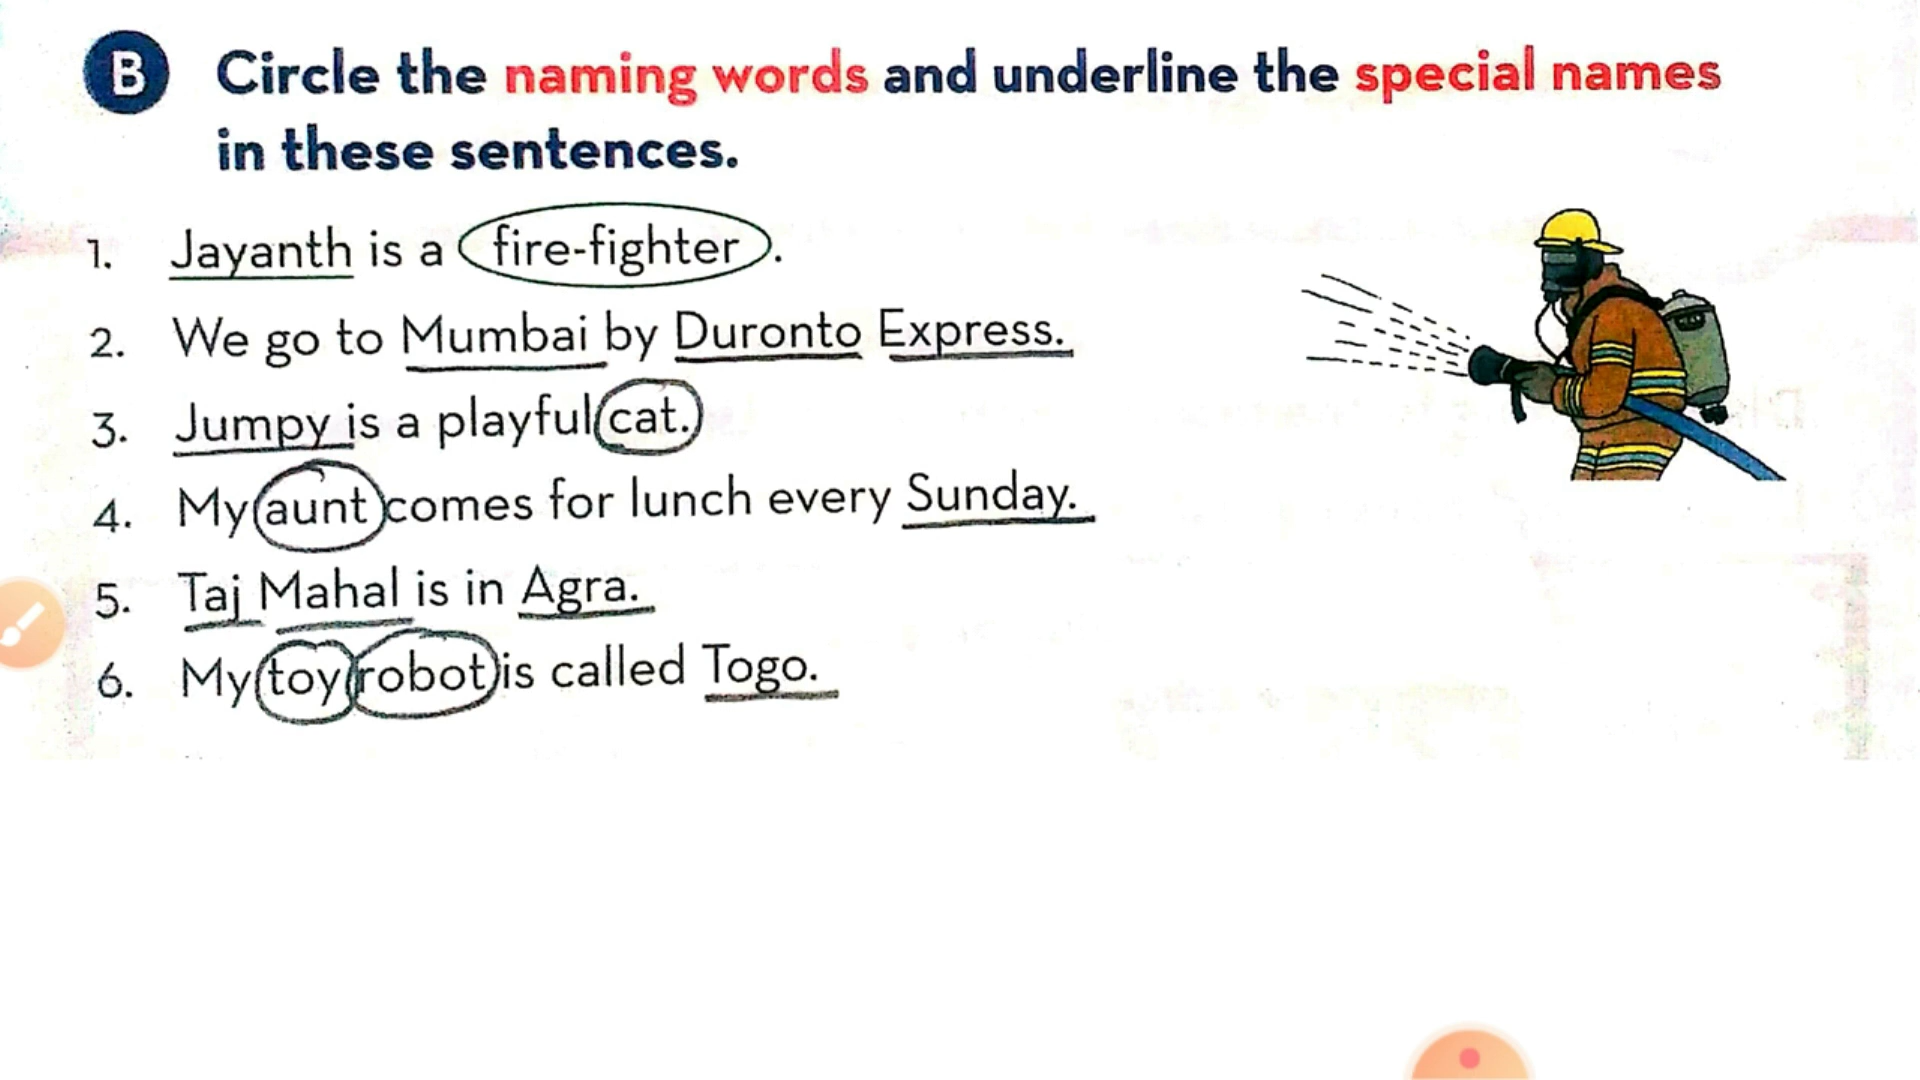 B Circle the naming words and underline the special names
in these sentences.
1. Jayanth is a fire-fighter.
2. We go to Mumbai by Duronto Express.
3. Jumpy is a playful cat.
4. My aunt comes for lunch every Sunday.
5. Taj Mahal is in Agra.
6. My toy robot is called Togo.